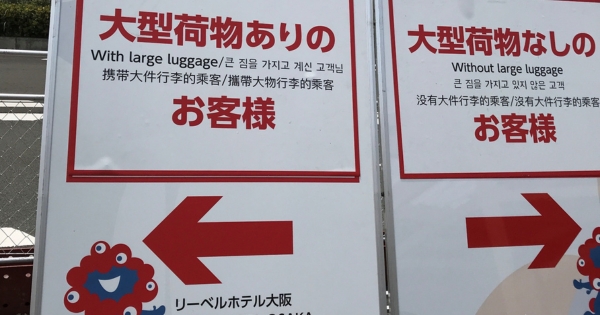 大型荷物ありの
With large luggage/큰 짐을 가지고 계신 고객님
携带大件行李的乘客/攜帶大物行李的乘客
お客様
リーベルホテル大阪
大型荷物なしの
Without large luggage
큰 짐을 가지고 있지 않은 고객
没有大件行李的乘客/沒有大件行李的乘客
お客様